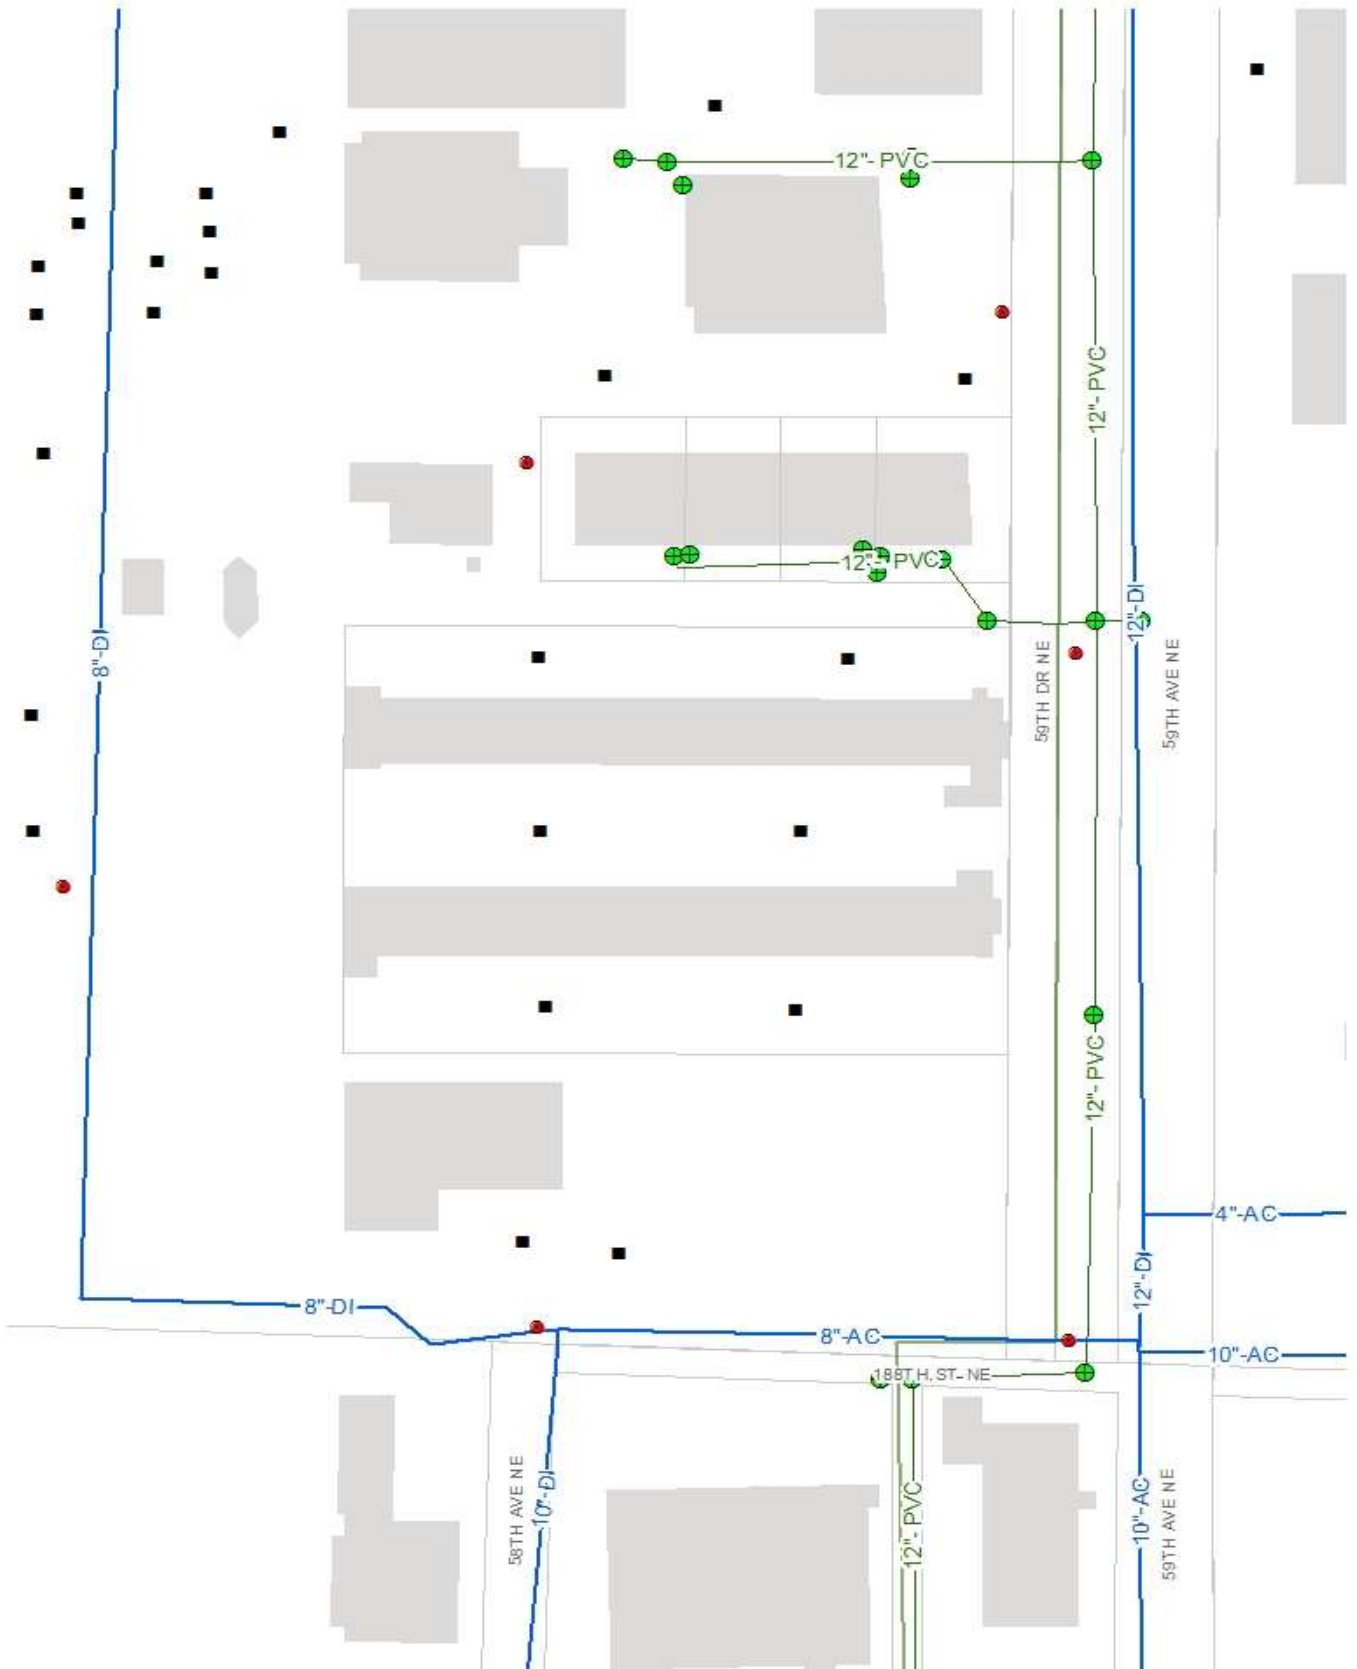 12"- PVC
12"- PVC
12"- PVC
12"-DI
8"-DI
59TH DR NE
59TH AVE NE
12"- PVC
4"-AC
12"-DI
8"-DI
8"-AC
10"-AC
188TH. ST- NE
58TH AVE NE
10"-DI
12"- PVC
10"-AC
59TH AVE NE